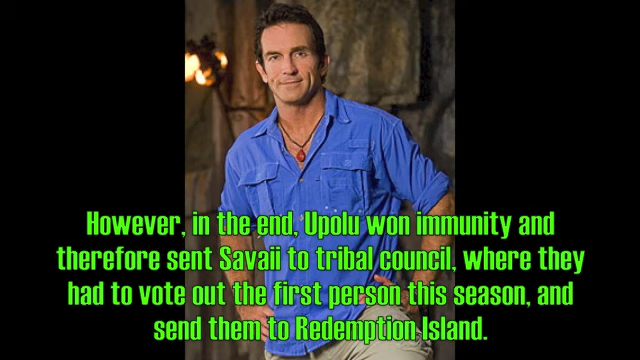 However, in the end, Upolu won immunity and
therefore sent Savaii to tribal council, where they
had to vote out the first person this season, and
send them to Redemption Island.